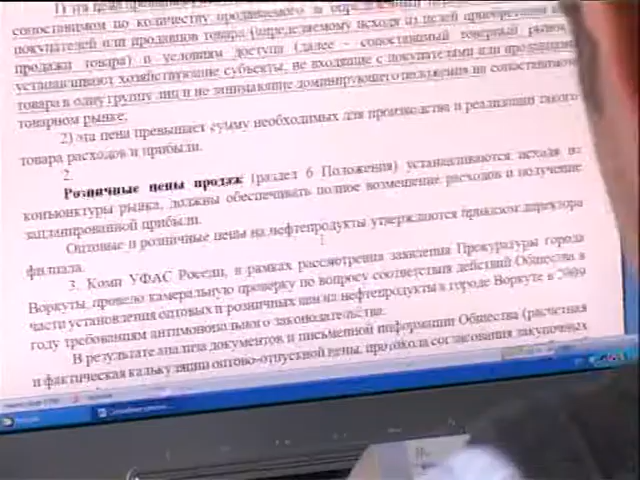 сопоставимом по количеству продаваемого за определенный
покупателей или продавцов товара (определяемому исходя из целей приобретения
продажи товара) и условиям доступа (далее - сопоставимый товарный рынок),
устанавливают хозяйствующие субъекты, не входящие с покупателями или продавцами
товара в одну группу лиц и не занимающие доминирующего положения на сопоставимом
товарном рынке;
2) эта цена превышает сумму необходимых для производства и реализации такого
товара расходов и прибыли.
2.
Розничные цены продаж (раздел 6 Положения) устанавливаются исходя из
конъюнктуры рынка, должны обеспечивать полное возмещение расходов и получение
запланированной прибыли.
Оптовые и розничные цены на нефтепродукты утверждаются приказом директора
филиала.
3. Коми УФАС России, в рамках рассмотрения заявления Прокуратуры города
Воркуты, провело камеральную проверку по вопросу соответствия действий Общества в
части установления оптовых и розничных цен на нефтепродукты в городе Воркуте в 2009
году требованиям антимонопольного законодательства.
В результате анализа документов и письменной информации Общества (расчетная
и фактическая калькуляции оптово-отпускной цены, протокола согласования закупочных